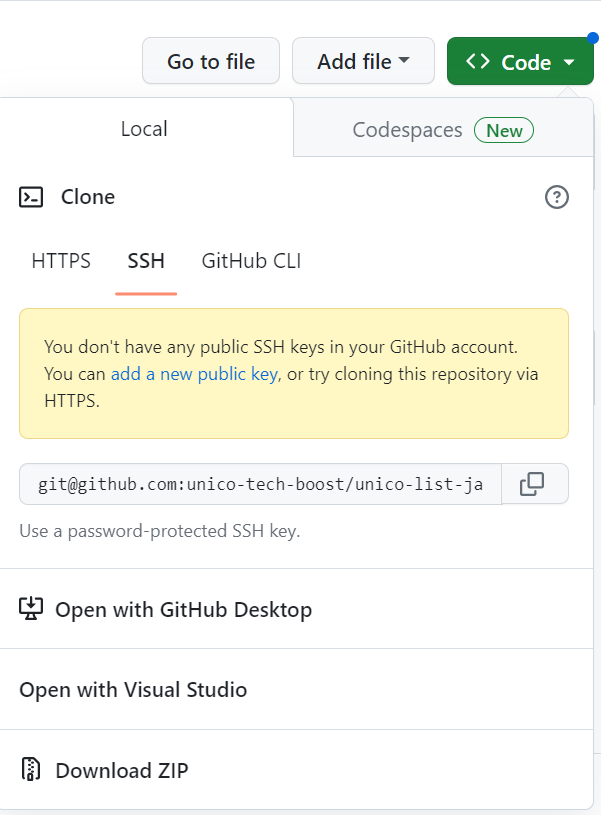 Go to file Add file Code
Local Codespaces New
Clone
HTTPS SSH GitHub CLI
You don't have any public SSH keys in your GitHub account.
You can add a new public key, or try cloning this repository via
HTTPS.
git@github.com:unico-tech-boost/unico-list-ja
Use a password-protected SSH key.
Open with GitHub Desktop
Open with Visual Studio
Download ZIP